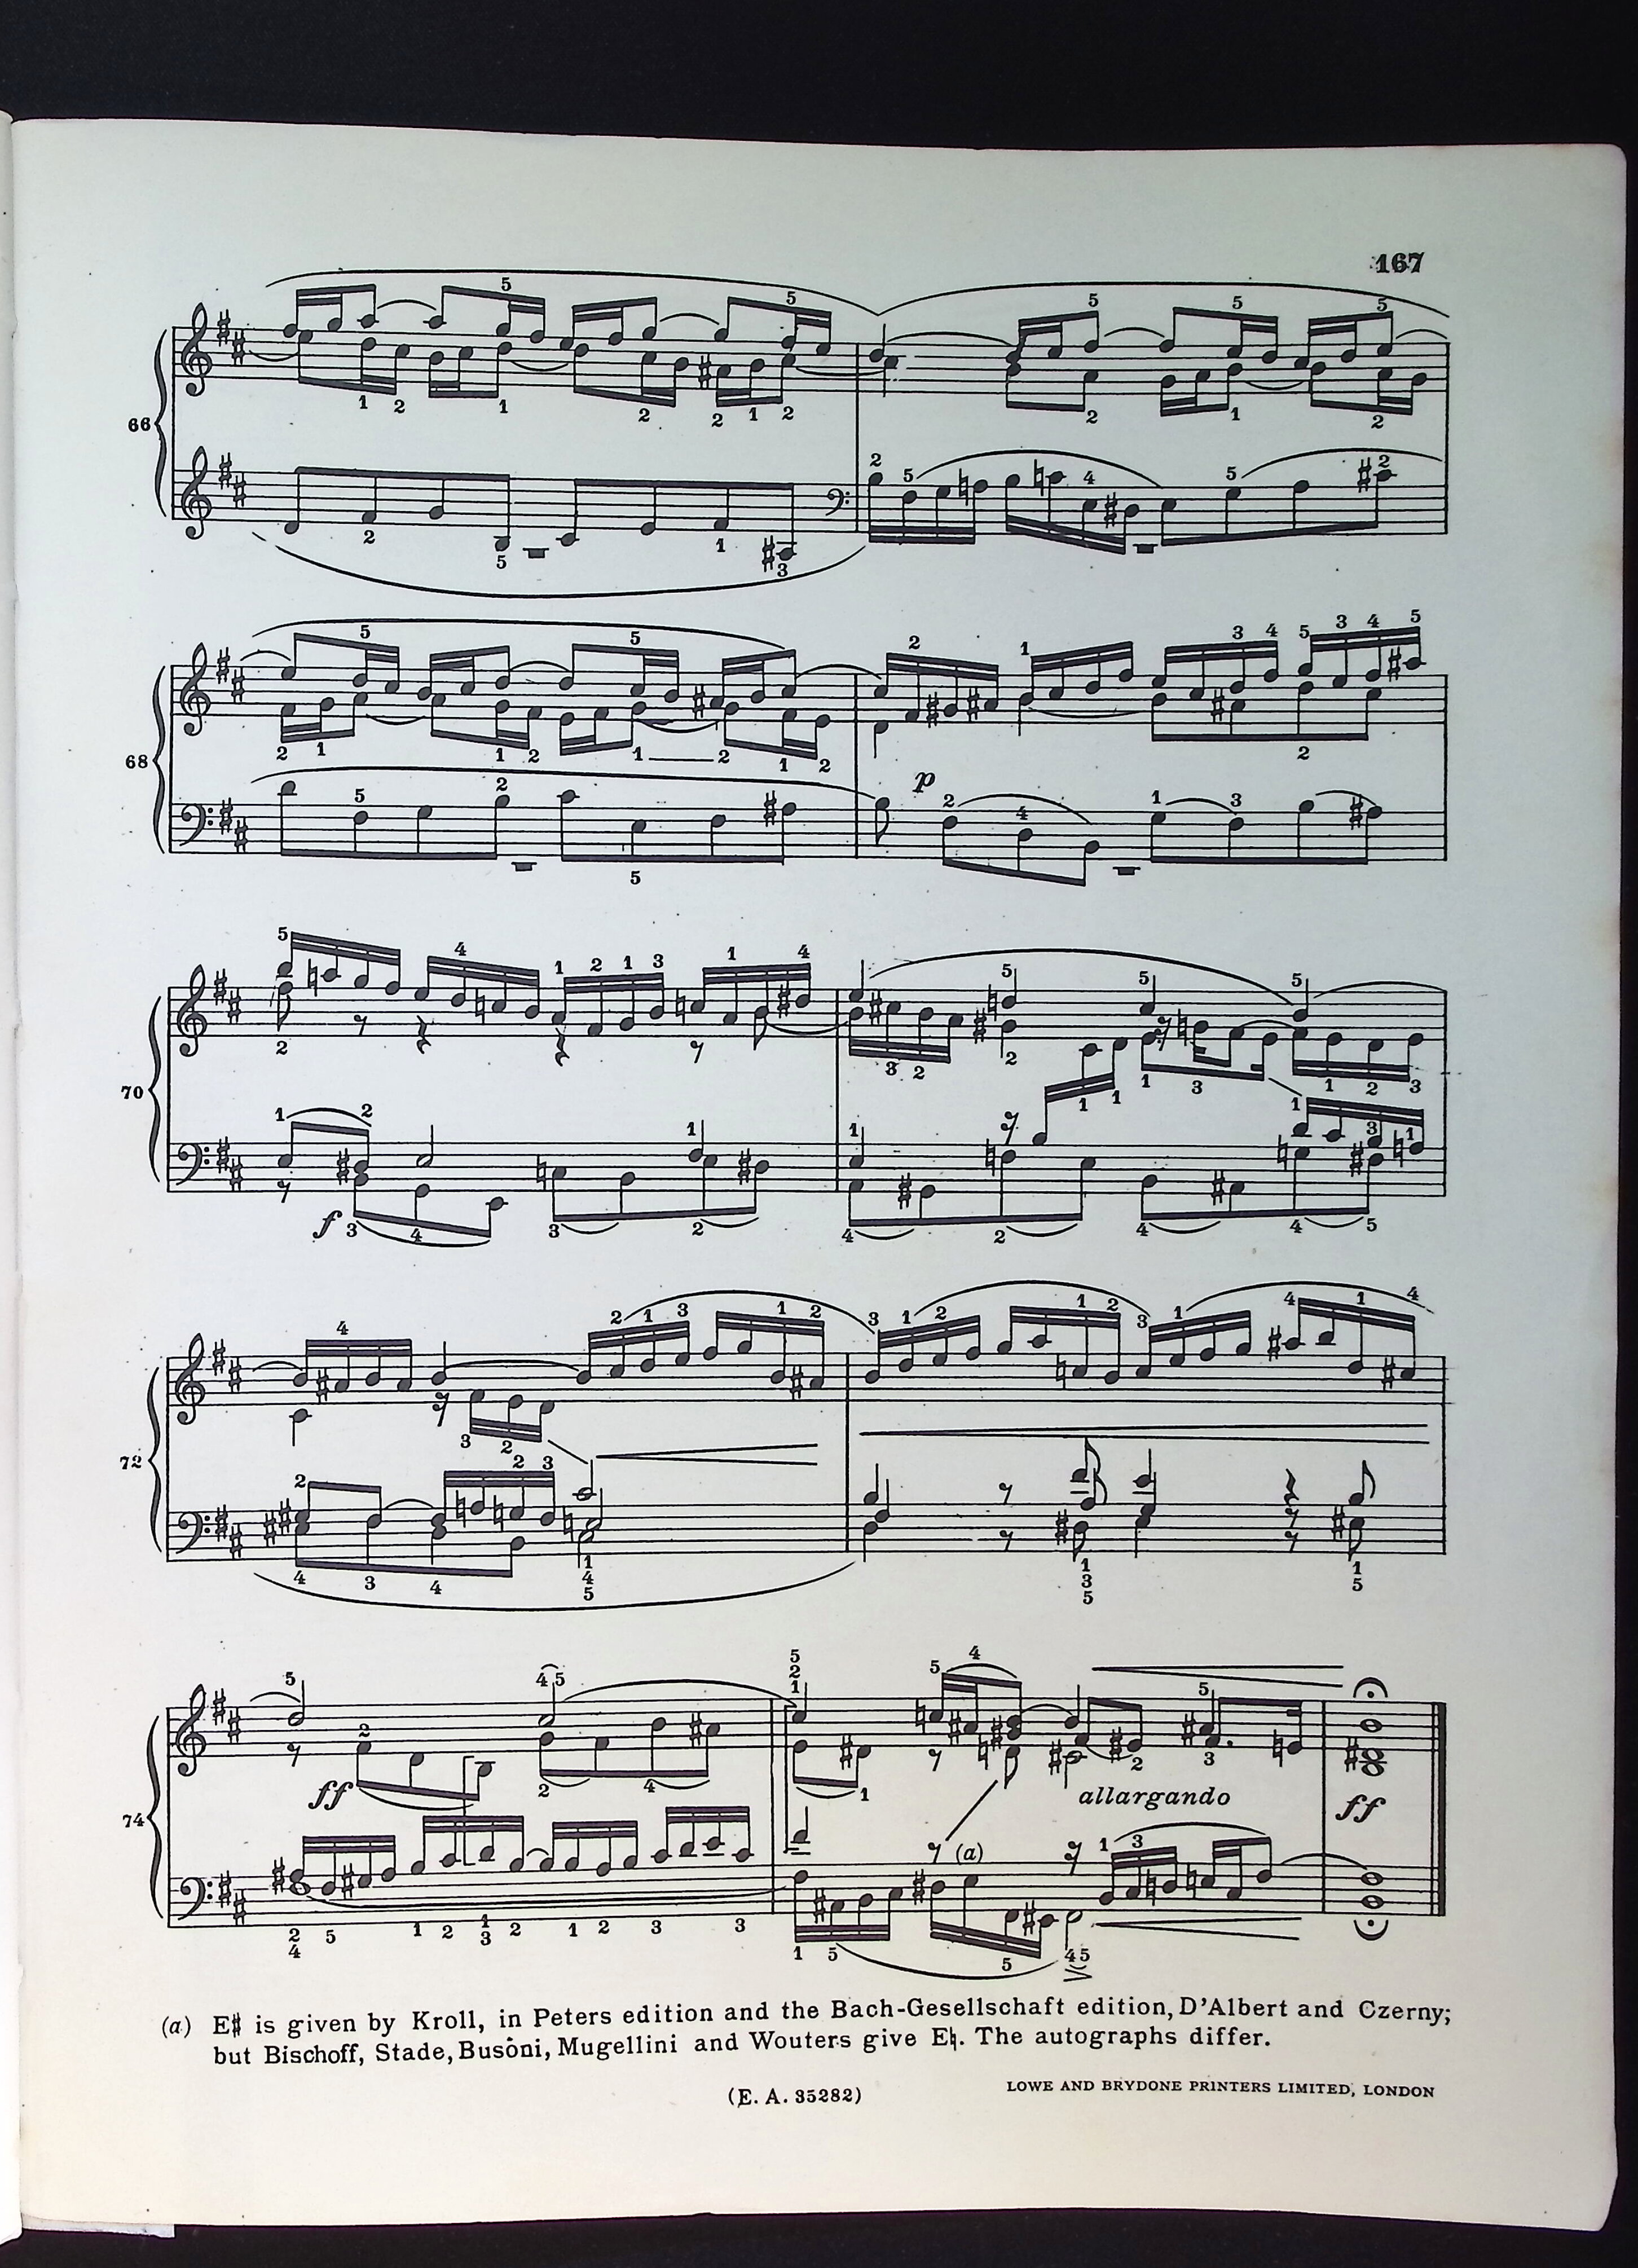 167
66
68
p
70
f
72
74
ff
allargando
ff
(a)
(a) E♯ is given by Kroll, in Peters edition and the Bach-Gesellschaft edition, D'Albert and Czerny;
but Bischoff, Stade, Busoni, Mugellini and Wouters give E♮. The autographs differ.
(E. A. 35282)
LOWE AND BRYDONE PRINTERS LIMITED, LONDON